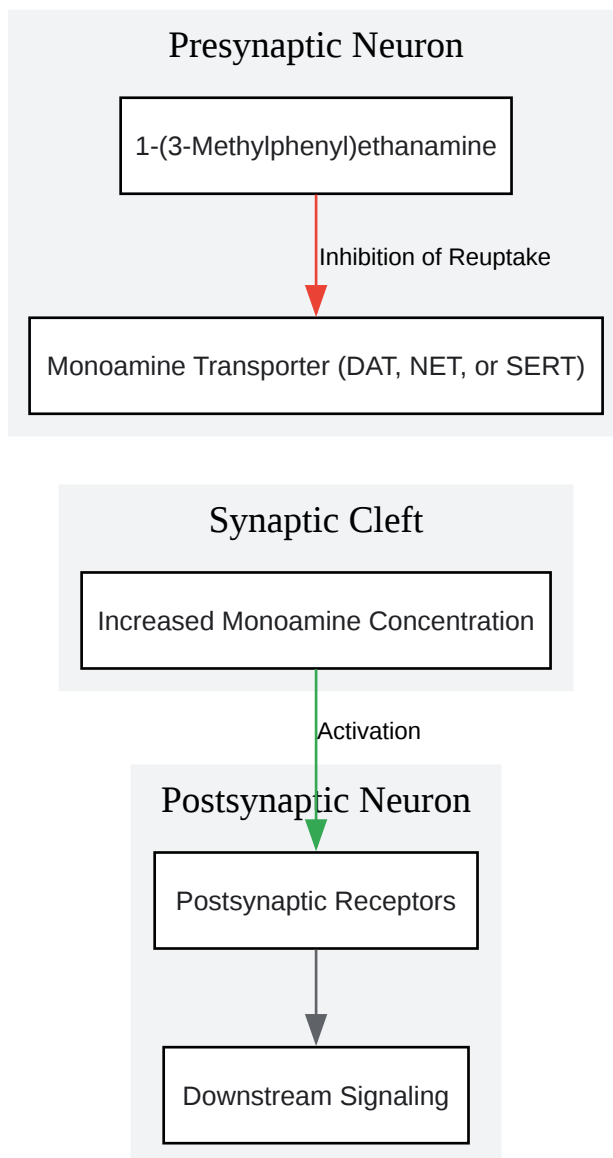 Presynaptic Neuron
1-(3-Methylphenyl)ethanamine
Inhibition of Reuptake
Monoamine Transporter (DAT, NET, or SERT)
Synaptic Cleft
Increased Monoamine Concentration
Activation
Postsynaptic Neuron
Postsynaptic Receptors
Downstream Signaling